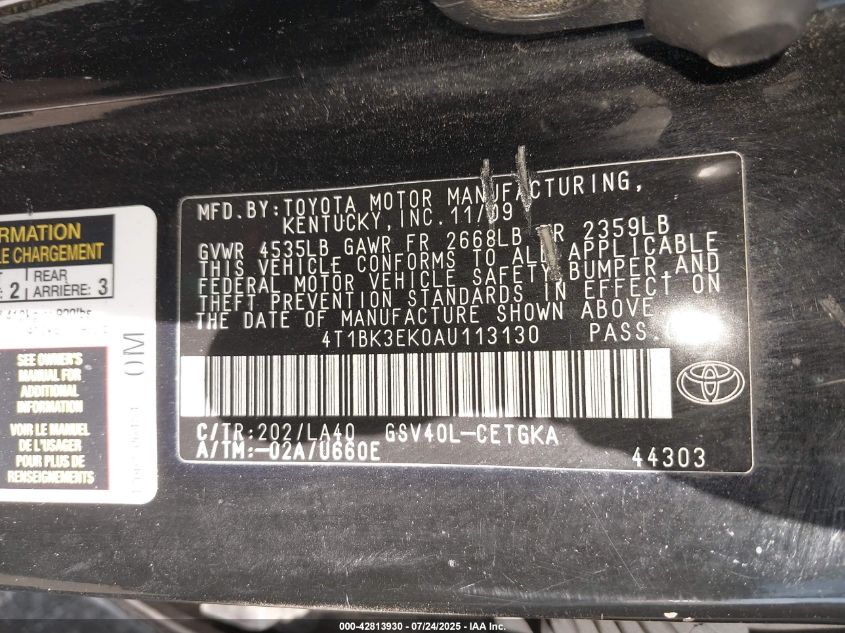 MFD.BY:TOYOTA MOTOR MANUFACTURING,
KENTUCKY,INC.11/09
GVWR 4535LB GAWR FR 2668LB RR 2359LB
THIS VEHICLE CONFORMS TO ALL APPLICABLE
FEDERAL MOTOR VEHICLE SAFETY,BUMPER,AND
THEFT PREVENTION STANDARDS IN EFFECT ON
THE DATE OF MANUFACTURE SHOWN ABOVE.
4T1BK3EK0AU113130 PASS.
C/TR:202/LA40 GSV40L-CETGKA
A/TM:-02A/U660E
44303
RMATION
E CHARGEMENT
2 REAR
ARRIÈRE: 3
SEE OWNER'S
MANUAL FOR
ADDITIONAL
INFORMATION
VOIR LE MANUEL
DE L'USAGER
POUR PLUS DE
RENSEIGNEMENTS
0M
000-42813930 - 07/24/2025 - IAA Inc.